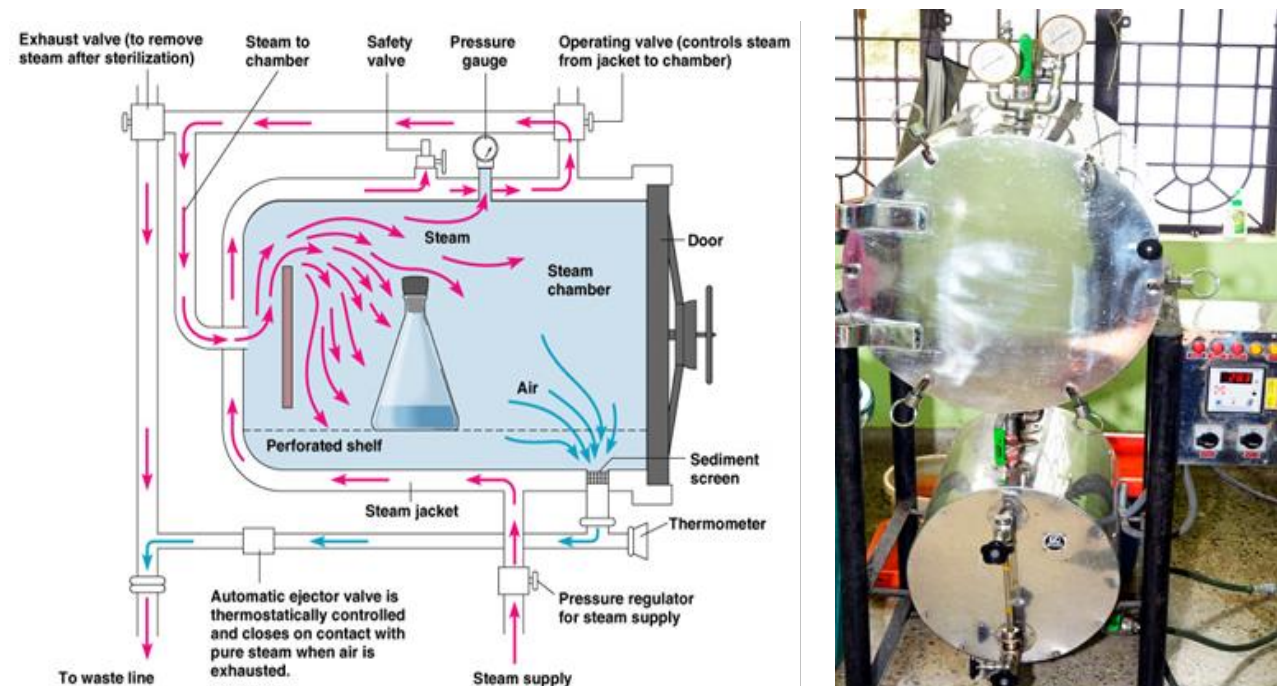 Exhaust valve (to remove
steam after sterilization)
Steam to
chamber
Safety
valve
Pressure
gauge
Operating valve (controls steam
from jacket to chamber)
Steam
Steam
chamber
Door
Air
Perforated shelf
Sediment
screen
Steam jacket
Thermometer
Automatic ejector valve is
thermostatically controlled
and closes on contact with
pure steam when air is
exhausted.
Pressure regulator
for steam supply
To waste line
Steam supply